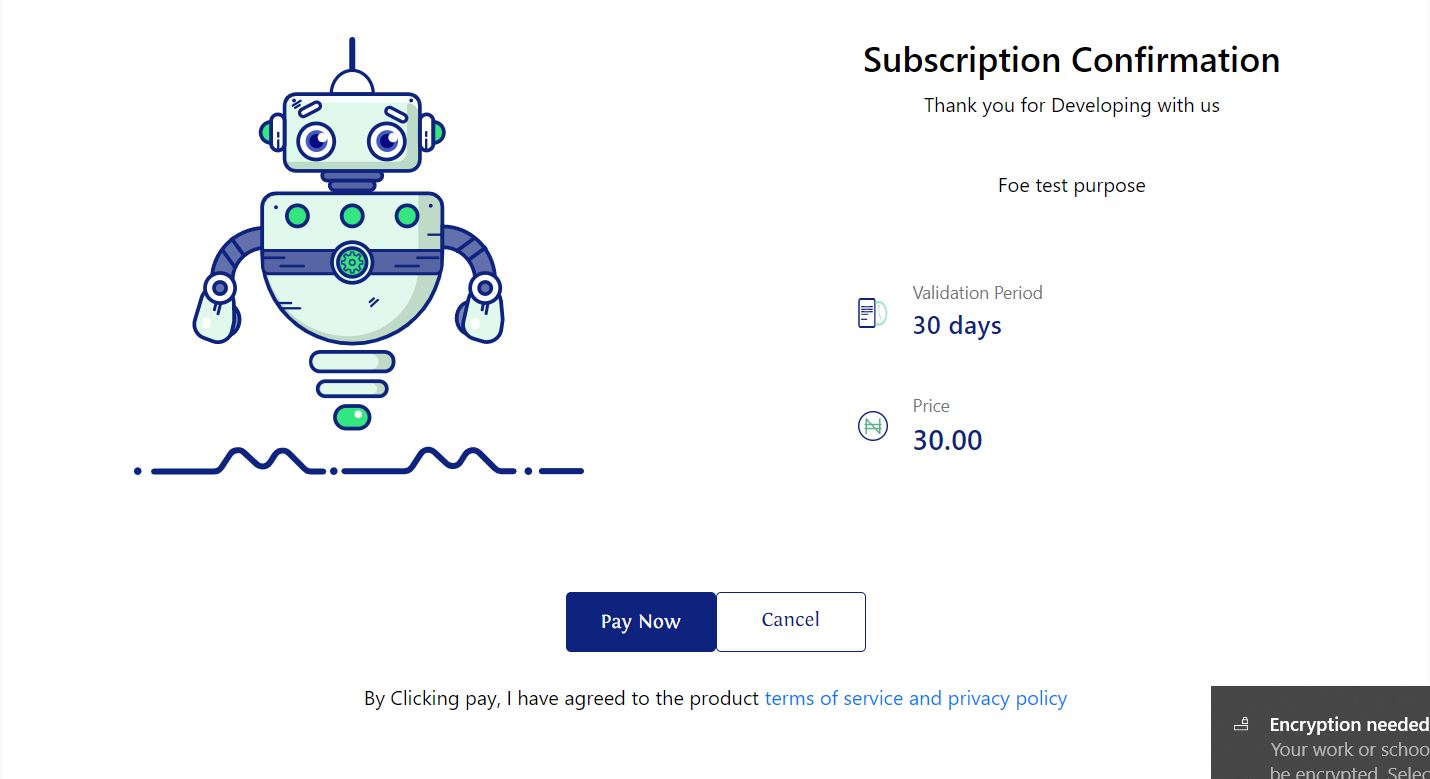 Subscription Confirmation
Thank you for Developing with us
Foe test purpose
Validation Period
30 days
Price
30.00
Pay Now
Cancel
By Clicking pay, I have agreed to the product terms of service and privacy policy
Encryption needed
Your work or schoo
be encrypted. Selec